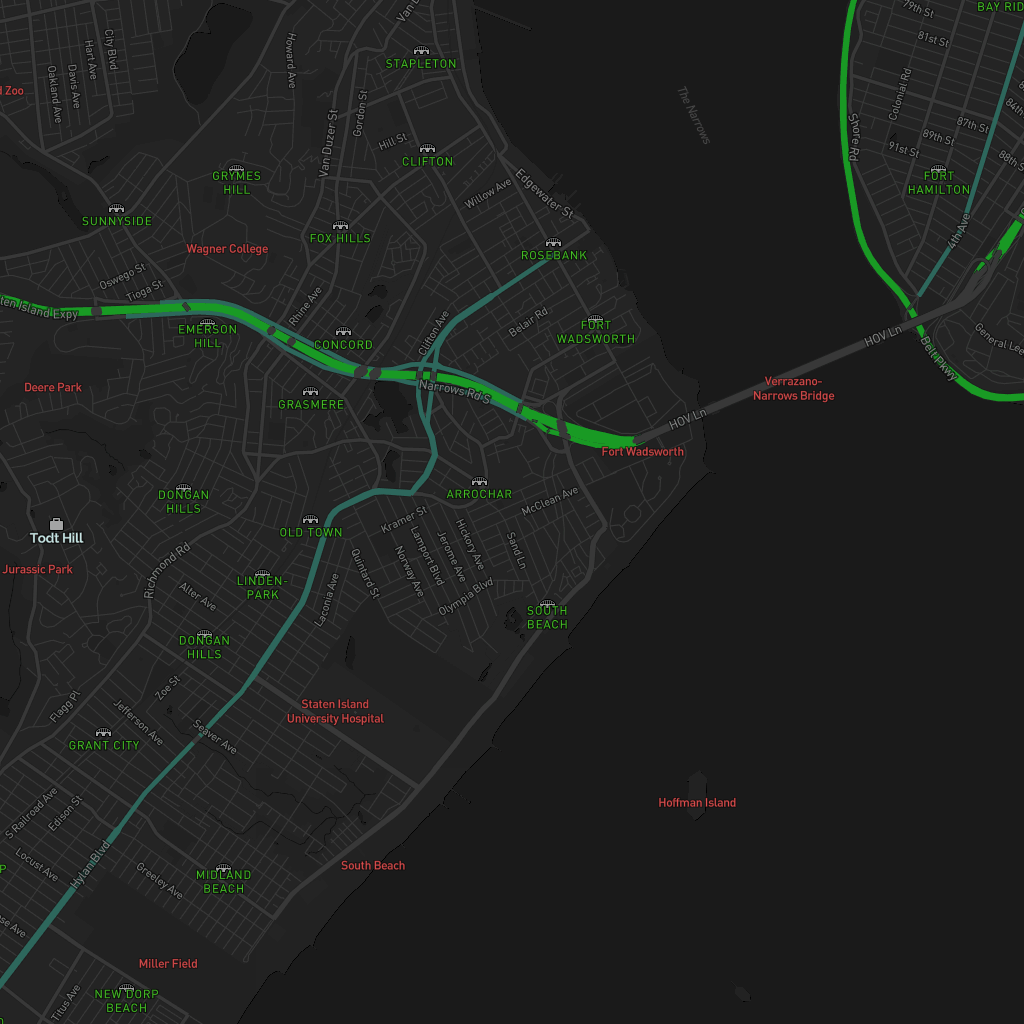 79th St
BAY RID
City Blvd
Hart Ave
Howard Ave
Van D
81st St
STAPLETON
Oakland Ave
Davis Ave
Colonial Rd
Zoo
Gordon St
The Narrows
84th
Van Duzer St
Hill St
Shore Rd
87th St
89th St
91st St
88th St
CLIFTON
GRYMES
HILL
Willow Ave
Edgewater St
FORT
HAMILTON
SUNNYSIDE
FOX HILLS
4th Ave
Wagner College
ROSEBANK
Oswego St
Tioga St
ten Island Expy
Rhine Ave
Belair Rd
EMERSON
HILL
CONCORD
Clifton Ave
FORT
WADSWORTH
HOV Ln
Belt Pkwy
General Lee
Deere Park
Narrows Rd S
Verrazano-
Narrows Bridge
GRASMERE
HOV Ln
Fort Wadsworth
DONGAN
HILLS
ARROCHAR
McClean Ave
Todt Hill
OLD TOWN
Kramer St
Hickory Ave
Jerome Ave
Lamport Blvd
Norway Ave
Sand Ln
Jurassic Park
Richmond Rd
LINDEN-
PARK
Quintard St
Laconia Ave
Olympia Blvd
Aller Ave
SOUTH
BEACH
DONGAN
HILLS
Zoe St
Flagg Pl
Jefferson Ave
Seaver Ave
Staten Island
University Hospital
GRANT CITY
S Railroad Ave
Edison St
Hoffman Island
Locust Ave
Hylan Blvd
Greeley Ave
MIDLAND
BEACH
South Beach
P
Miller Field
Titus Ave
NEW DORP
BEACH